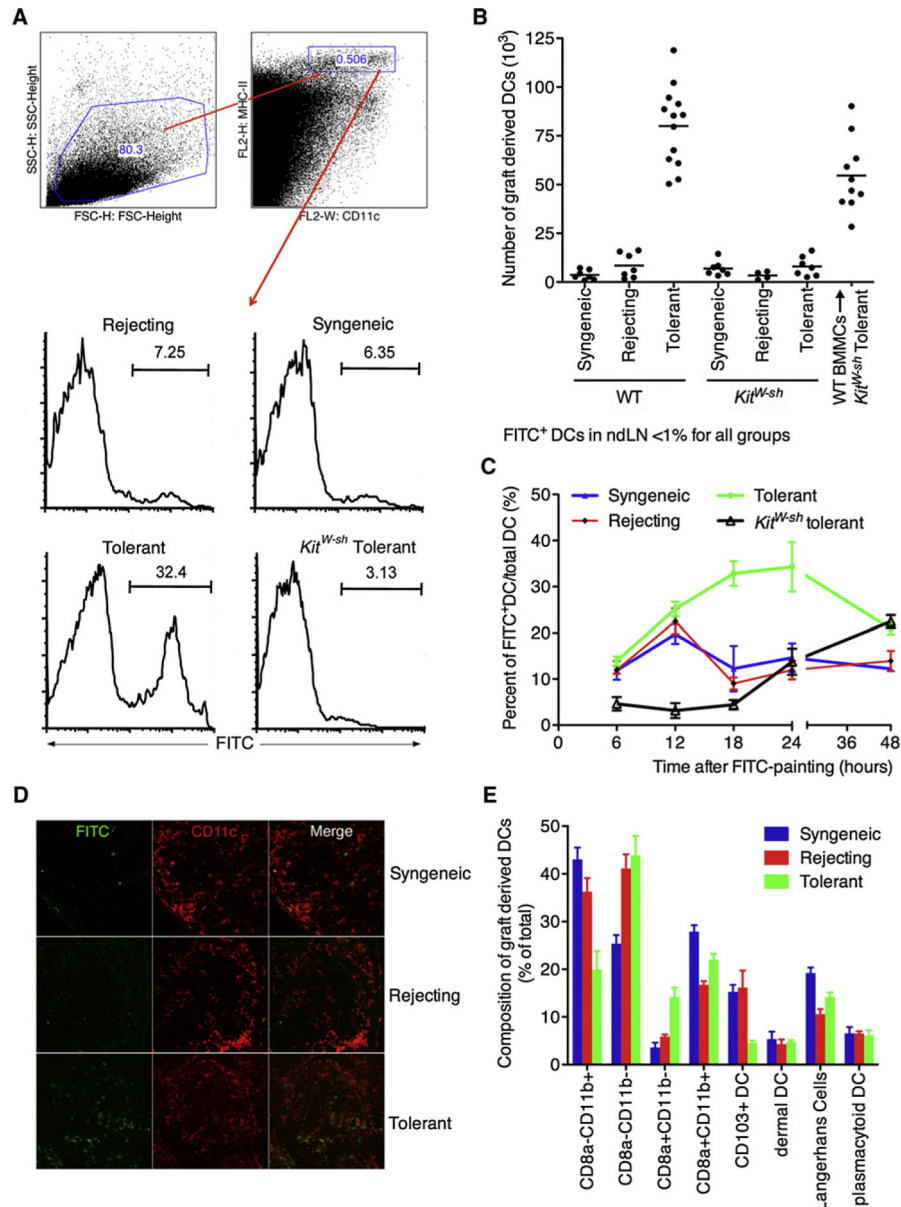 A
SSC-H: SSC-Height
80.3
FSC-H: FSC-Height
FL2-H: MHC-II
0.506
FL2-W: CD11c
Rejecting
7.25
Syngeneic
6.35
Tolerant
32.4
KitW-sh Tolerant
3.13
FITC
B
Number of graft derived DCs (10³)
125
100
75
50
25
0
Syngeneic
Rejecting
Tolerant
Syngeneic
Rejecting
Tolerant
WT BMMCs
KitW-sh Tolerant
WT
KitW-sh
FITC+ DCs in ndLN <1% for all groups
C
Percent of FITC+DC/total DC (%)
50
40
30
20
10
0
Syngeneic
Rejecting
Tolerant
KitW-sh tolerant
0
6
12
18
24
36
48
Time after FITC-painting (hours)
D
FITC
CD11c
Merge
Syngeneic
Rejecting
Tolerant
E
Composition of graft derived DCs
(% of total)
50
40
30
20
10
0
Syngeneic
Rejecting
Tolerant
CD8a-CD11b+
CD8a-CD11b-
CD8a+CD11b-
CD8a+CD11b+
CD103+ DC
dermal DC
Langerhans Cells
plasmacytoid DC